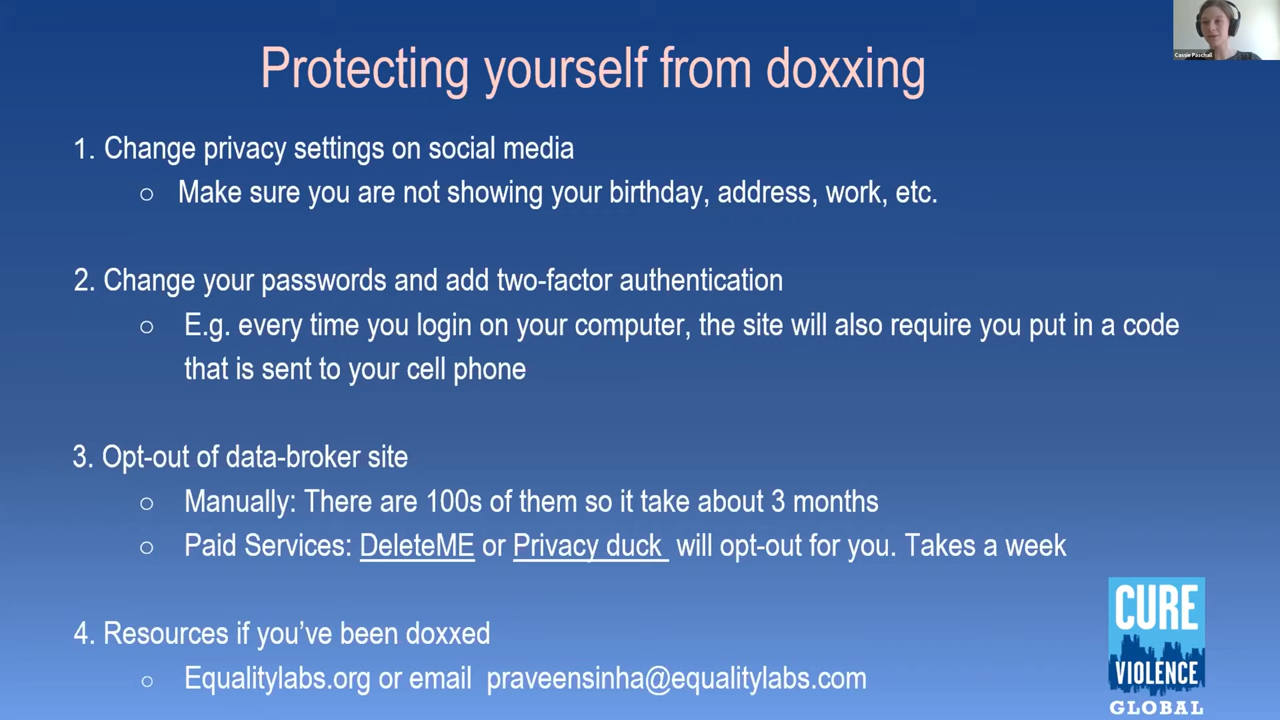 Protecting yourself from doxxing
Cassie Paschall
1. Change privacy settings on social media
○ Make sure you are not showing your birthday, address, work, etc.
2. Change your passwords and add two-factor authentication
○ E.g. every time you login on your computer, the site will also require you put in a code
that is sent to your cell phone
3. Opt-out of data-broker site
○ Manually: There are 100s of them so it take about 3 months
○ Paid Services: DeleteME or Privacy duck will opt-out for you. Takes a week
4. Resources if you’ve been doxxed
○ Equalitylabs.org or email praveensinha@equalitylabs.com
CURE
VIOLENCE
GLOBAL